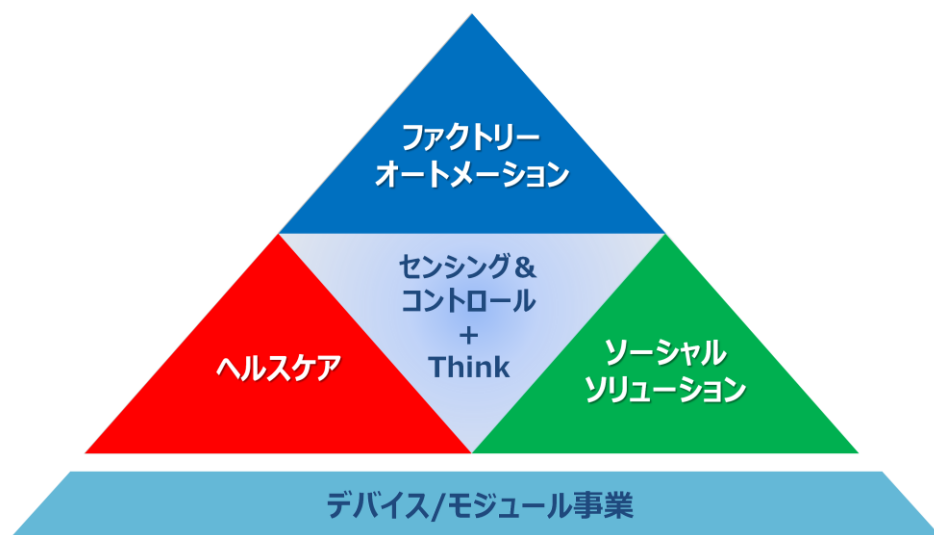 ファクトリー
オートメーション
センシング&
コントロール
+
Think
ヘルスケア
ソーシャル
ソリューション
デバイス/モジュール事業